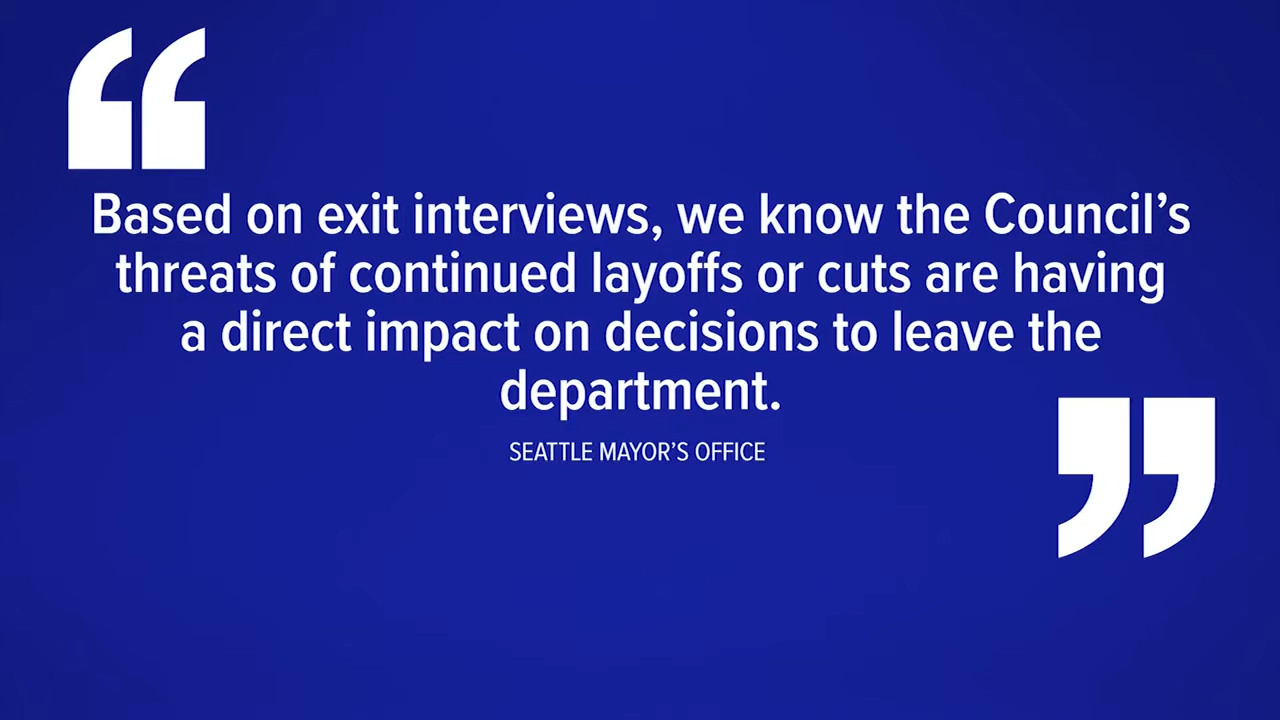 “
Based on exit interviews, we know the Council’s
threats of continued layoffs or cuts are having
a direct impact on decisions to leave the
department.
”
SEATTLE MAYOR’S OFFICE